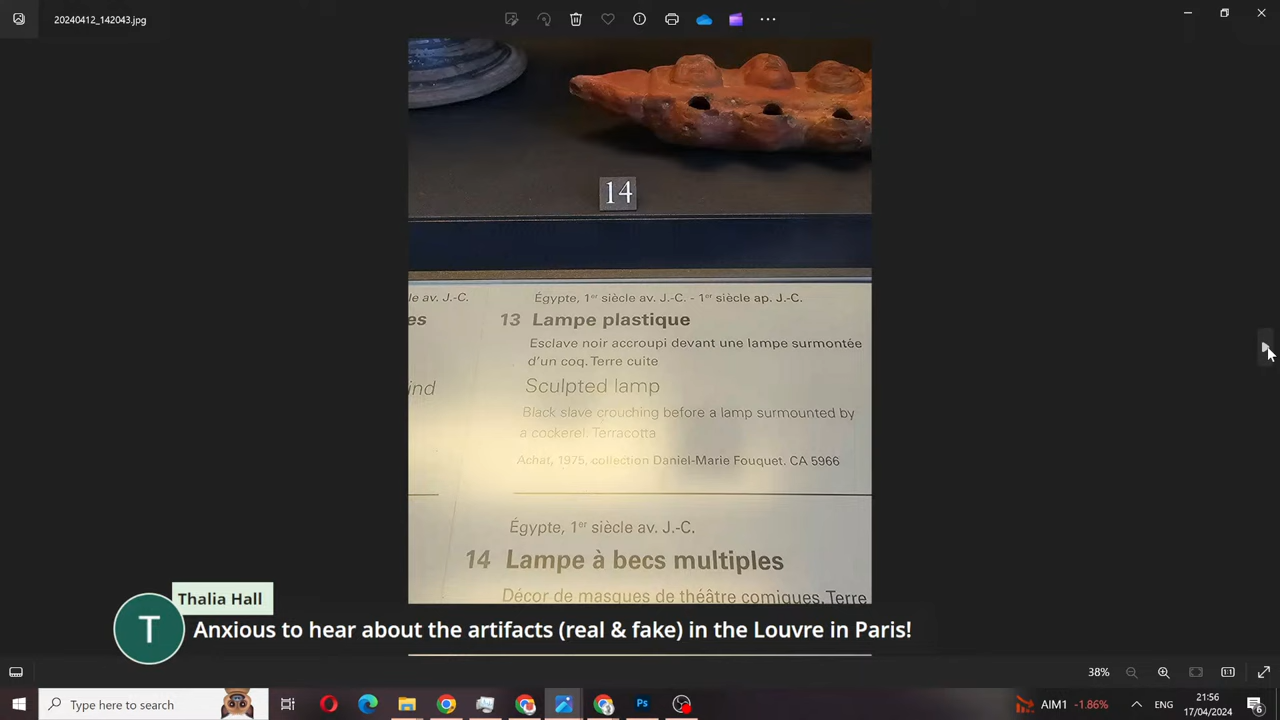 20240412_142043.jpg
14
le av. J.-C.
es
ind
Égypte, 1er siècle av. J.-C. - 1er siècle ap. J.-C.
13 Lampe plastique
Esclave noir accroupi devant une lampe surmontée
d'un coq. Terre cuite
Sculpted lamp
Black slave crouching before a lamp surmounted by
a cockerel. Terracotta
Achat, 1975, collection Daniel-Marie Fouquet. CA 5966
Égypte, 1er siècle av. J.-C.
14 Lampe à becs multiples
Décor de masques de théâtre comiques. Terre
Thalia Hall
T
Anxious to hear about the artifacts (real & fake) in the Louvre in Paris!
38%
Type here to search
Ps
AIM1 -1.86%
ENG
21:56
17/04/2024
6